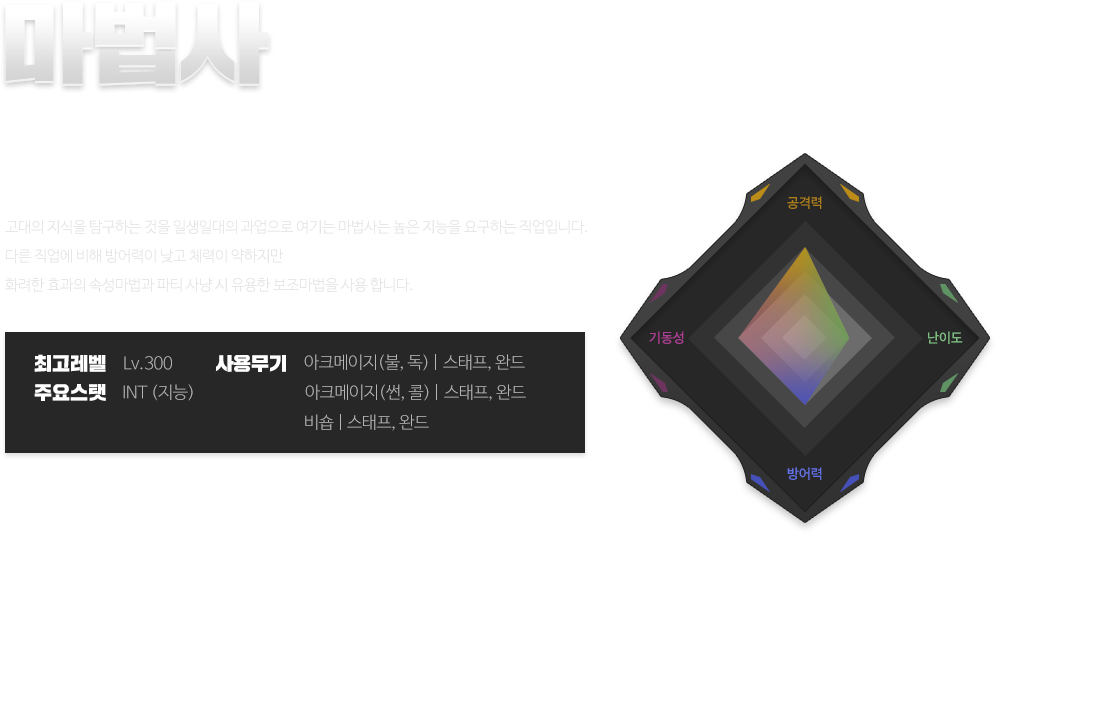 마법사
고대의 지식을 탐구하는 것을 일생일대의 과업으로 여기는 마법사는 높은 지능을 요구하는 직업입니다.
다른 직업에 비해 방어력이 낮고 체력이 약하지만
화려한 효과의 속성마법과 파티 사냥 시 유용한 보조마법을 사용 합니다.
최고레벨 Lv.300 사용무기 아크메이지(불, 독) | 스태프, 완드
주요스탯 INT (지능) 아크메이지(썬, 콜) | 스태프, 완드
비숍 | 스태프, 완드
공격력
기동성 난이도
방어력